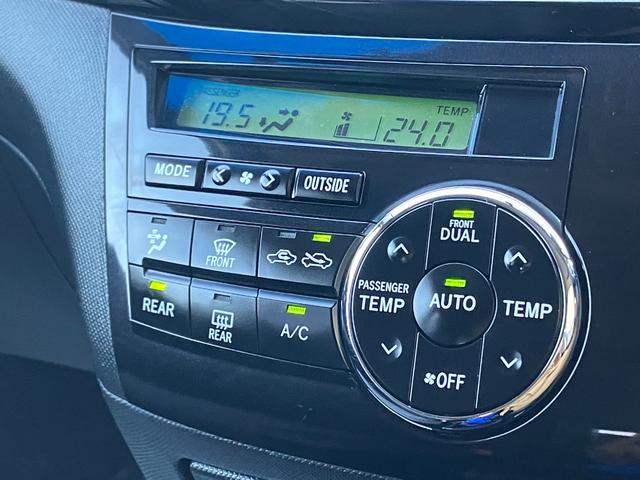 PASSENGER TEMP
19.5 24.0
MODE OUTSIDE
FRONT
DUAL
FRONT
PASSENGER
TEMP AUTO TEMP
REAR REAR A/C
OFF